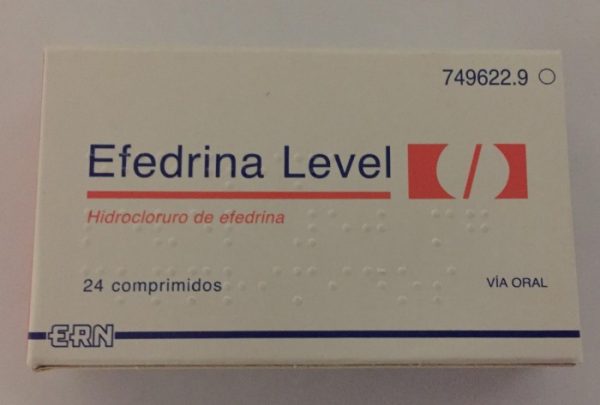 749622.9
Efedrina Level
Hidrocloruro de efedrina
24 comprimidos
VÍA ORAL
ERN